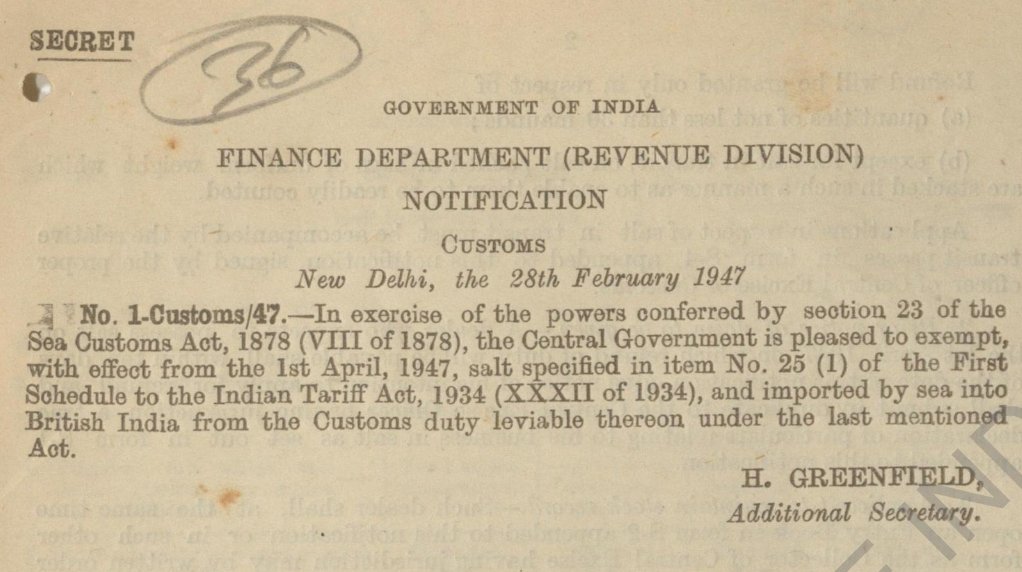 SECRET
36
GOVERNMENT OF INDIA
FINANCE DEPARTMENT (REVENUE DIVISION)
NOTIFICATION
CUSTOMS
New Delhi, the 28th February 1947
No. 1-Customs/47.—In exercise of the powers conferred by section 23 of the
Sea Customs Act, 1878 (VIII of 1878), the Central Government is pleased to exempt,
with effect from the 1st April, 1947, salt specified in item No. 25 (1) of the First
Schedule to the Indian Tariff Act, 1934 (XXXII of 1934), and imported by sea into
British India from the Customs duty leviable thereon under the last mentioned
Act.
H. GREENFIELD,
Additional Secretary.